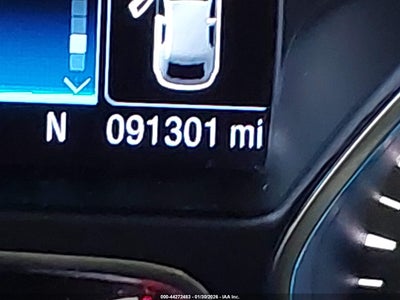 N 091301 mi
000-44272483 - 01/30/2026 - IAA Inc.